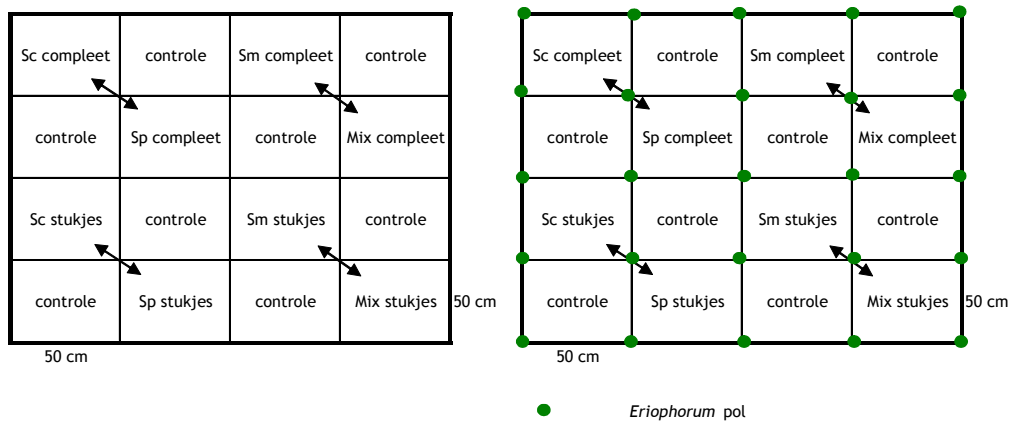 Sc compleet controle Sm compleet controle
controle Sp compleet controle Mix compleet
Sc stukjes controle Sm stukjes controle
controle Sp stukjes controle Mix stukjes 50 cm
50 cm
Sc compleet controle Sm compleet controle
controle Sp compleet controle Mix compleet
Sc stukjes controle Sm stukjes controle
controle Sp stukjes controle Mix stukjes 50 cm
50 cm
Eriophorum pol